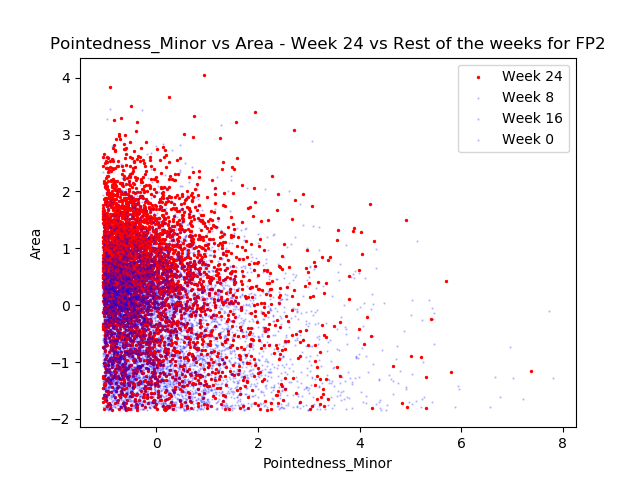 Pointedness_Minor vs Area - Week 24 vs Rest of the weeks for FP2
Week 24
Week 8
Week 16
Week 0
4
3
2
1
0
−1
−2
Area
0
2
4
6
8
Pointedness_Minor